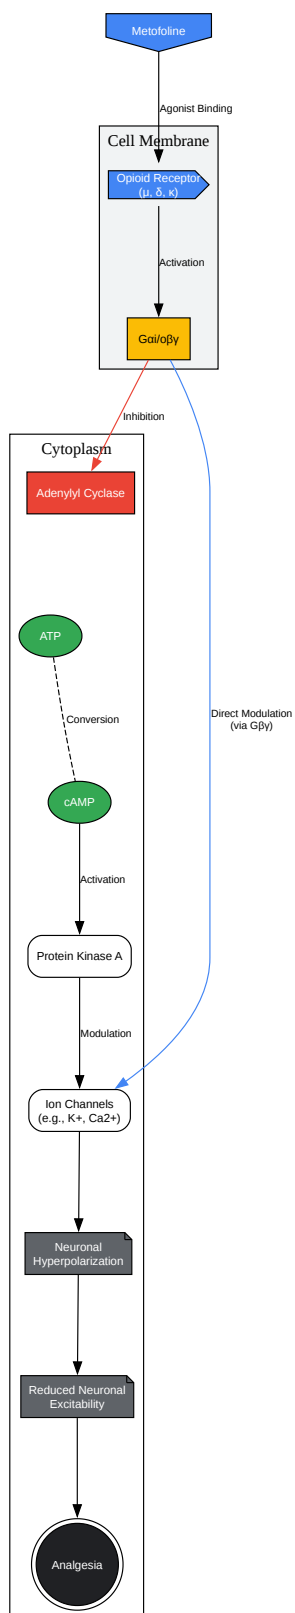 Metofoline
Agonist Binding
Cell Membrane
Opioid Receptor
(μ, δ, κ)
Activation
Gαi/oβγ
Inhibition
Cytoplasm
Adenylyl Cyclase
ATP
Direct Modulation
(via Gβγ)
Conversion
cAMP
Activation
Protein Kinase A
Modulation
Ion Channels
(e.g., K+, Ca2+)
Neuronal
Hyperpolarization
Reduced Neuronal
Excitability
Analgesia